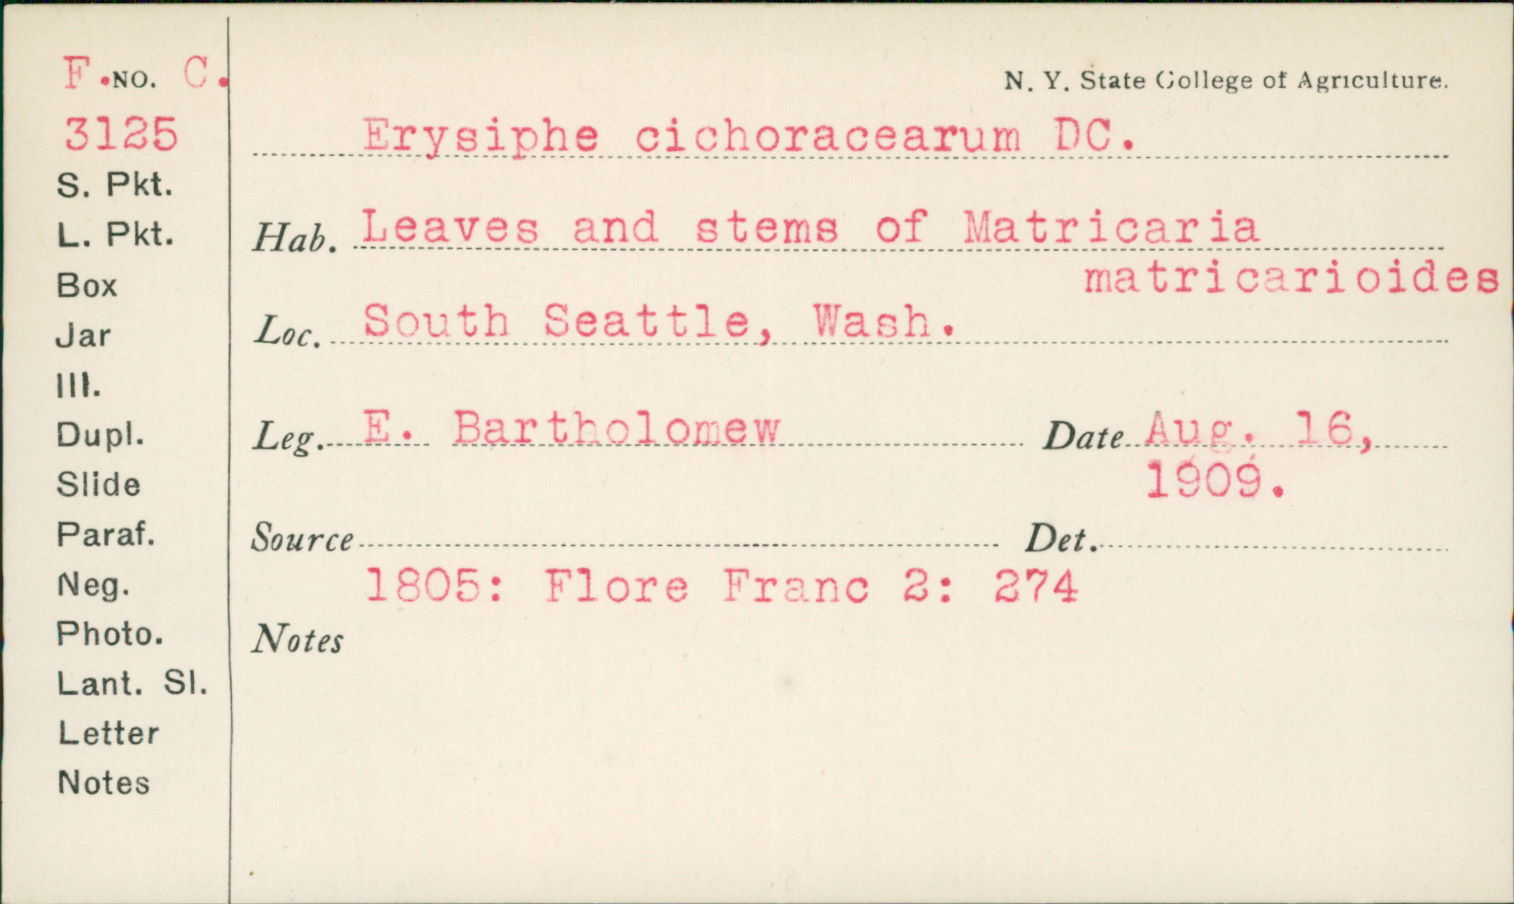 F. NO. C.
3125
S. Pkt.
L. Pkt.
Box
Jar
Ill.
Dupl.
Slide
Paraf.
Neg.
Photo.
Lant. Sl.
Letter
Notes
N. Y. State College of Agriculture.
Erysiphe cichoracearum DC.
Hab. Leaves and stems of Matricaria
matricarioides
Loc. South Seattle, Wash.
Leg. E. Bartholomew Date Aug. 16,
1909.
Source Det.
1805: Flore Franc 2: 274
Notes